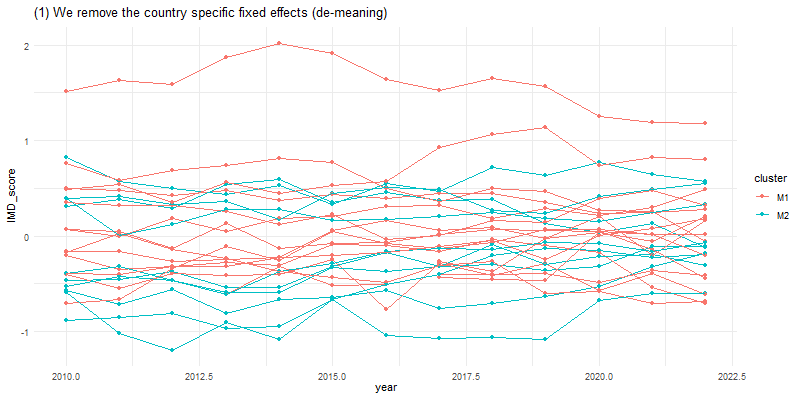 (1) We remove the country specific fixed effects (de-meaning)
2
1
0
-1
IMD_score
2010.0
2012.5
2015.0
2017.5
2020.0
2022.5
year
cluster
M1
M2